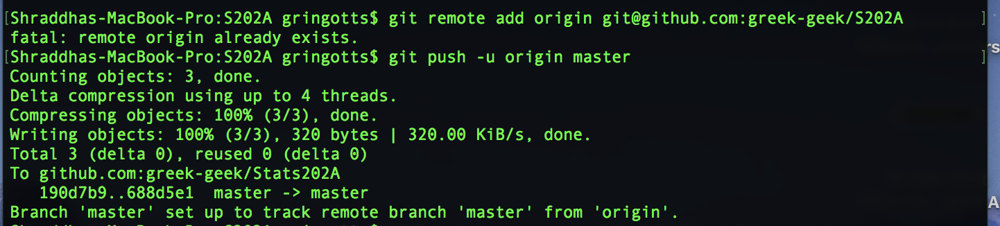 [Shraddhas-MacBook-Pro:S202A gringotts$ git remote add origin git@github.com:greek-geek/S202A ]
fatal: remote origin already exists.
[Shraddhas-MacBook-Pro:S202A gringotts$ git push -u origin master ]
Counting objects: 3, done.
Delta compression using up to 4 threads.
Compressing objects: 100% (3/3), done.
Writing objects: 100% (3/3), 320 bytes | 320.00 KiB/s, done.
Total 3 (delta 0), reused 0 (delta 0)
To github.com:greek-geek/Stats202A
190d7b9..688d5e1 master -> master
Branch 'master' set up to track remote branch 'master' from 'origin'.